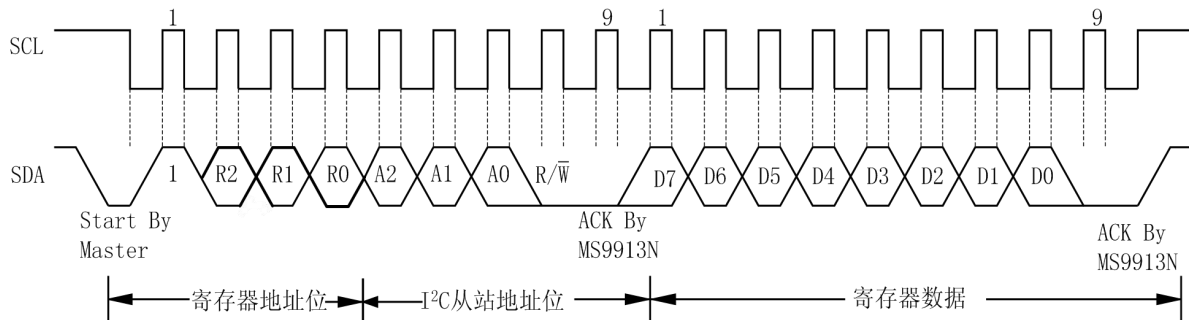 1 9 1 9
SCL
SDA
1 R2 R1 R0 A2 A1 A0 R/W̅ D7 D6 D5 D4 D3 D2 D1 D0
Start By
Master
ACK By
MS9913N
ACK By
MS9913N
寄存器地址位 I²C从站地址位 寄存器数据